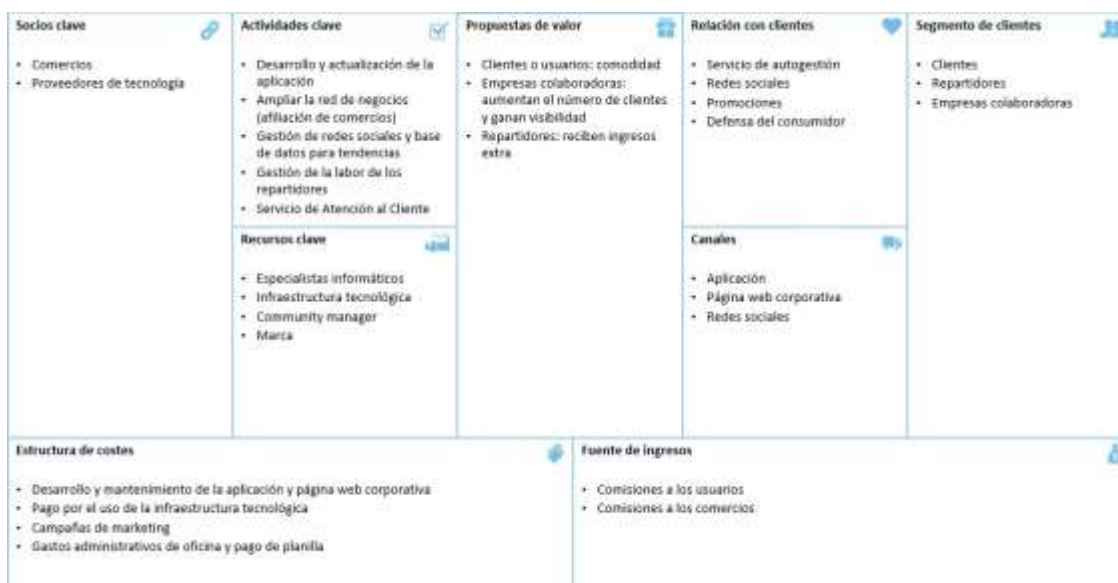 Socios clave
• Comercios
• Proveedores de tecnología
Actividades clave
• Desarrollo y actualización de la
aplicación
• Ampliar la red de negocios
(afiliación de comercios)
• Gestión de redes sociales y base
de datos para tendencias
• Gestión de la labor de los
repartidores
• Servicio de Atención al Cliente
Recursos clave
• Especialistas informáticos
• Infraestructura tecnológica
• Community manager
• Marca
Propuestas de valor
• Clientes o usuarios: comodidad
• Empresas colaboradoras:
aumentan el número de clientes
y ganan visibilidad
• Repartidores: reciben ingresos
extra
Relación con clientes
• Servicio de autogestión
• Redes sociales
• Promociones
• Defensa del consumidor
Canales
• Aplicación
• Página web corporativa
• Redes sociales
Segmento de clientes
• Clientes
• Repartidores
• Empresas colaboradoras
Estructura de costes
• Desarrollo y mantenimiento de la aplicación y página web corporativa
• Pago por el uso de la infraestructura tecnológica
• Campañas de marketing
• Gastos administrativos de oficina y pago de planilla
Fuente de ingresos
• Comisiones a los usuarios
• Comisiones a los comercios